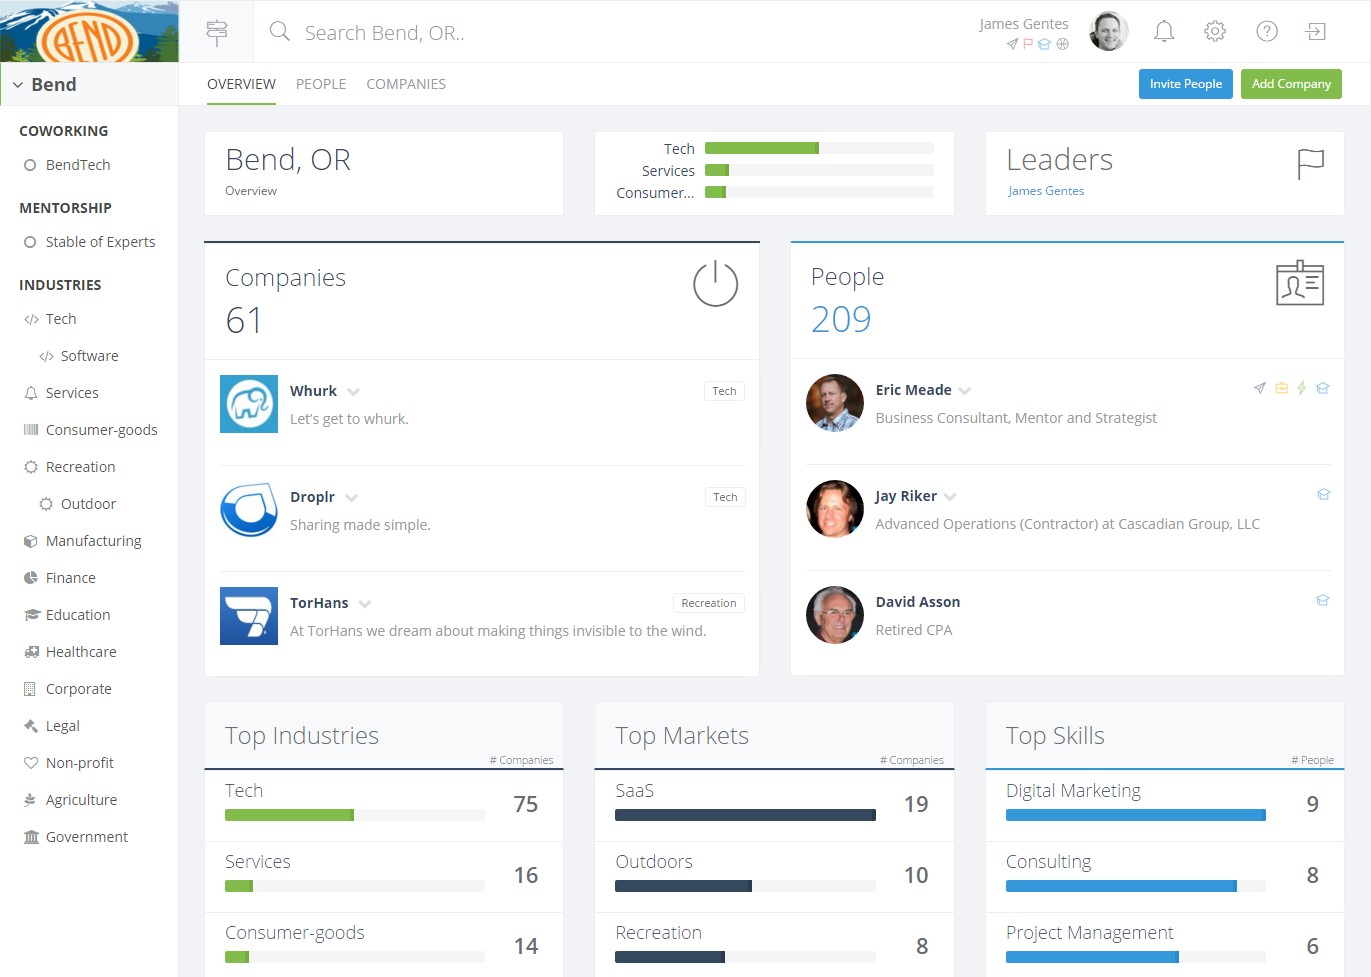 BEND
Search Bend, OR..
James Gentes
Bend
OVERVIEW PEOPLE COMPANIES
Invite People
Add Company
COWORKING
BendTech
MENTORSHIP
Stable of Experts
INDUSTRIES
Tech
Software
Services
Consumer-goods
Recreation
Outdoor
Manufacturing
Finance
Education
Healthcare
Corporate
Legal
Non-profit
Agriculture
Government
Bend, OR
Overview
Tech
Services
Consumer...
Leaders
James Gentes
Companies
61
Whurk
Tech
Let's get to whurk.
Droplr
Tech
Sharing made simple.
TorHans
Recreation
At TorHans we dream about making things invisible to the wind.
People
209
Eric Meade
Business Consultant, Mentor and Strategist
Jay Riker
Advanced Operations (Contractor) at Cascadian Group, LLC
David Asson
Retired CPA
Top Industries
# Companies
Tech
75
Services
16
Consumer-goods
14
Top Markets
# Companies
SaaS
19
Outdoors
10
Recreation
8
Top Skills
# People
Digital Marketing
9
Consulting
8
Project Management
6